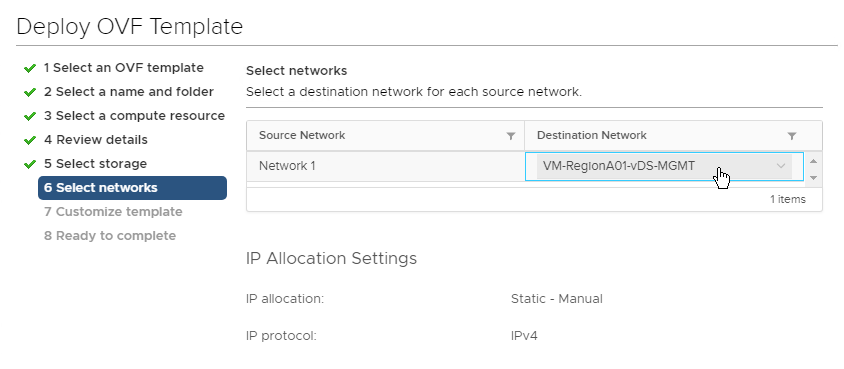 Deploy OVF Template
1 Select an OVF template
2 Select a name and folder
3 Select a compute resource
4 Review details
5 Select storage
6 Select networks
7 Customize template
8 Ready to complete
Select networks
Select a destination network for each source network.
Source Network Destination Network
Network 1 VM-RegionA01-vDS-MGMT
1 items
IP Allocation Settings
IP allocation: Static - Manual
IP protocol: IPv4